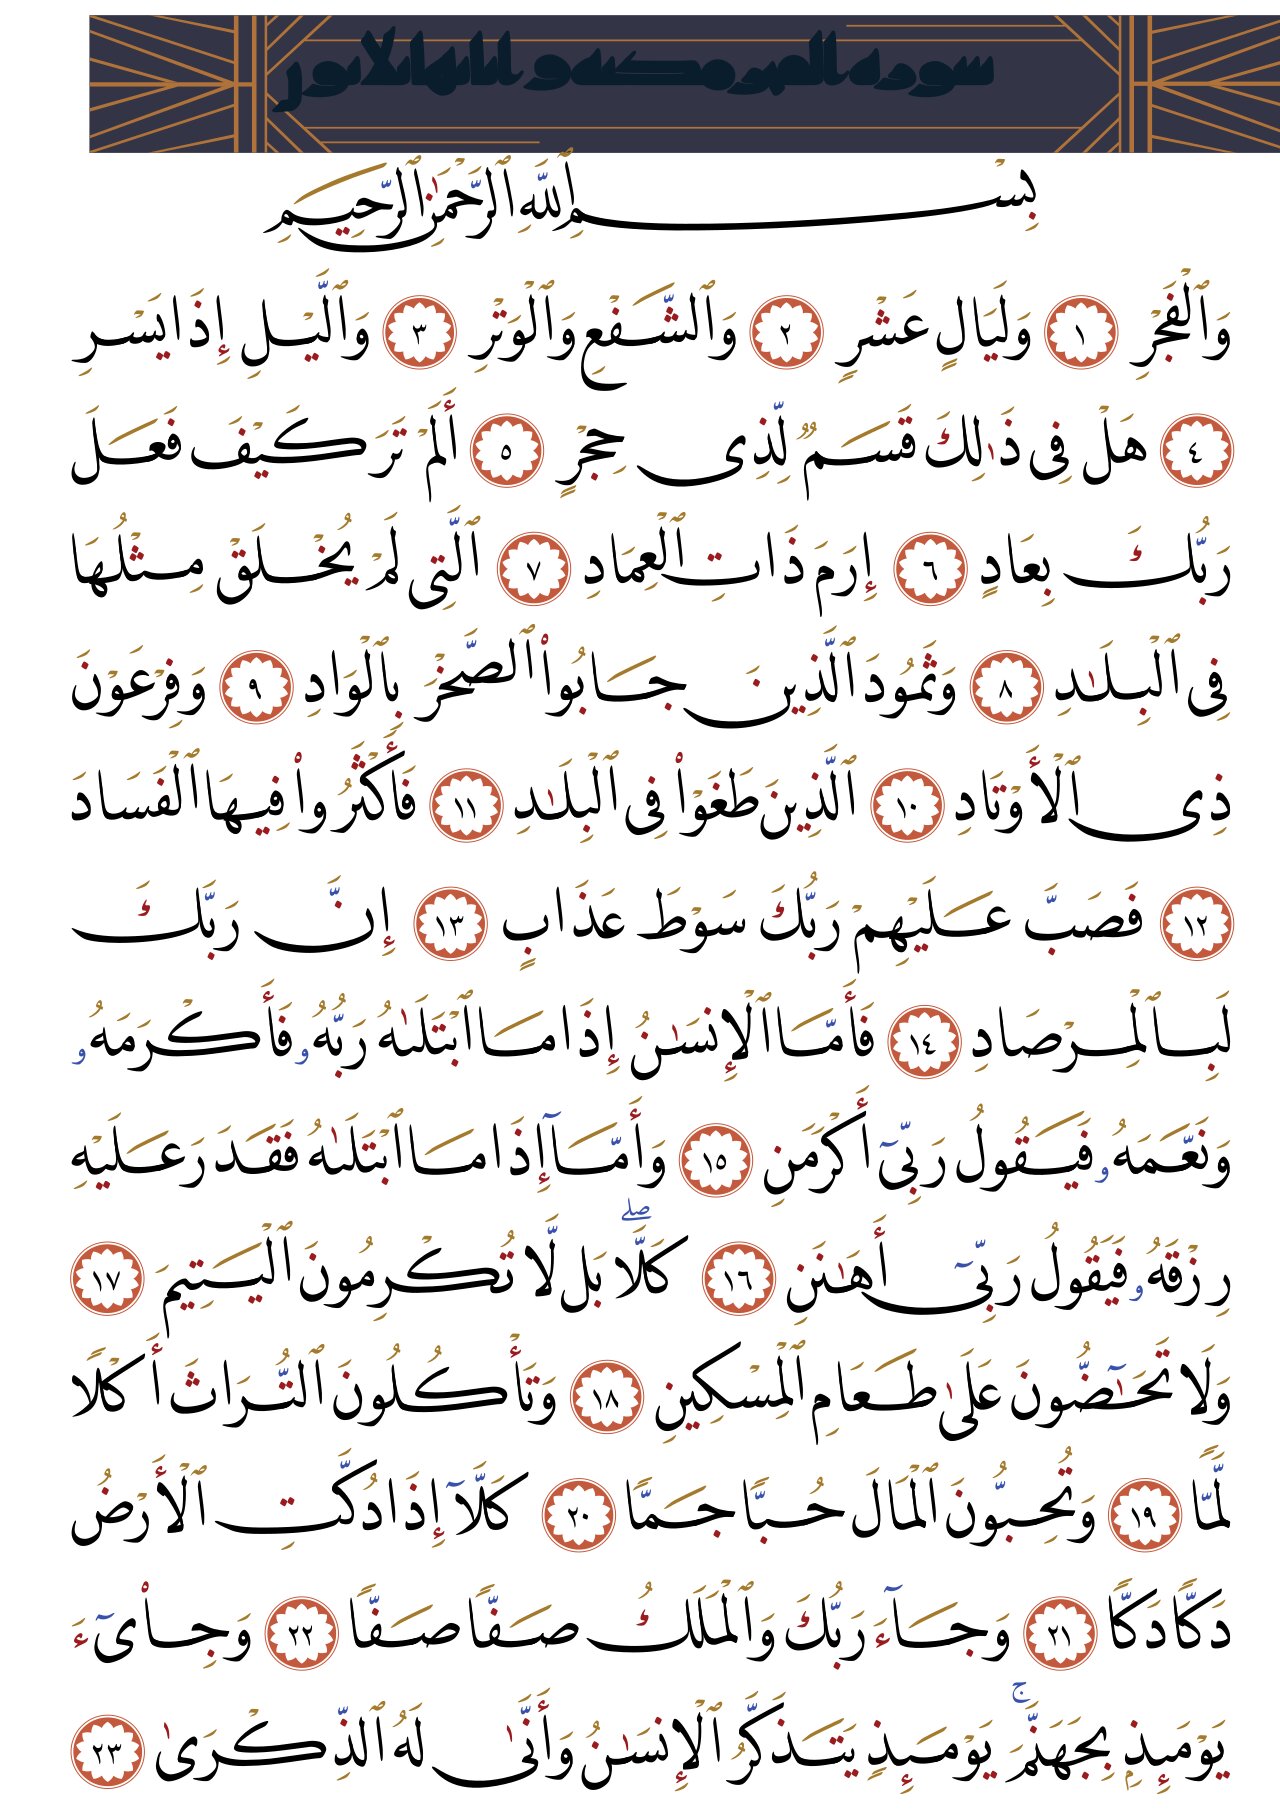 سورة الفجر مكية و اياتها ثلاثور
بِسْمِ ٱللَّهِ ٱلرَّحْمَٰنِ ٱلرَّحِيمِ
وَٱلْفَجْرِ ١ وَلَيَالٍ عَشْرٍ ٢ وَٱلشَّفْعِ وَٱلْوَتْرِ ٣ وَٱلَّيْلِ إِذَا يَسْرِ
٤ هَلْ فِى ذَٰلِكَ قَسَمٌ لِّذِى حِجْرٍ ٥ أَلَمْ تَرَ كَيْفَ فَعَلَ
رَبُّكَ بِعَادٍ ٦ إِرَمَ ذَاتِ ٱلْعِمَادِ ٧ ٱلَّتِى لَمْ يُخْلَقْ مِثْلُهَا
فِى ٱلْبِلَٰدِ ٨ وَثَمُودَ ٱلَّذِينَ جَابُوا۟ ٱلصَّخْرَ بِٱلْوَادِ ٩ وَفِرْعَوْنَ
ذِى ٱلْأَوْتَادِ ١٠ ٱلَّذِينَ طَغَوْا۟ فِى ٱلْبِلَٰدِ ١١ فَأَكْثَرُوا۟ فِيهَا ٱلْفَسَادَ
١٢ فَصَبَّ عَلَيْهِمْ رَبُّكَ سَوْطَ عَذَابٍ ١٣ إِنَّ رَبَّكَ
لَبِٱلْمِرْصَادِ ١٤ فَأَمَّا ٱلْإِنسَٰنُ إِذَا مَا ٱبْتَلَىٰهُ رَبُّهُۥ فَأَكْرَمَهُۥ
وَنَعَّمَهُۥ فَيَقُولُ رَبِّىٓ أَكْرَمَنِ ١٥ وَأَمَّآ إِذَا مَا ٱبْتَلَىٰهُ فَقَدَرَ عَلَيْهِ
رِزْقَهُۥ فَيَقُولُ رَبِّىٓ أَهَٰنَنِ ١٦ كَلَّا ۖ بَل لَّا تُكْرِمُونَ ٱلْيَتِيمَ ١٧
وَلَا تَحَٰٓضُّونَ عَلَىٰ طَعَامِ ٱلْمِسْكِينِ ١٨ وَتَأْكُلُونَ ٱلتُّرَاثَ أَكْلًا
لَّمًّا ١٩ وَتُحِبُّونَ ٱلْمَالَ حُبًّا جَمًّا ٢٠ كَلَّآ إِذَا دُكَّتِ ٱلْأَرْضُ
دَكًّا دَكًّا ٢١ وَجَآءَ رَبُّكَ وَٱلْمَلَكُ صَفًّا صَفًّا ٢٢ وَجِا۟ىٓءَ
يَوْمَئِذٍۭ بِجَهَنَّمَ ۚ يَوْمَئِذٍ يَتَذَكَّرُ ٱلْإِنسَٰنُ وَأَنَّىٰ لَهُ ٱلذِّكْرَىٰ ٢٣